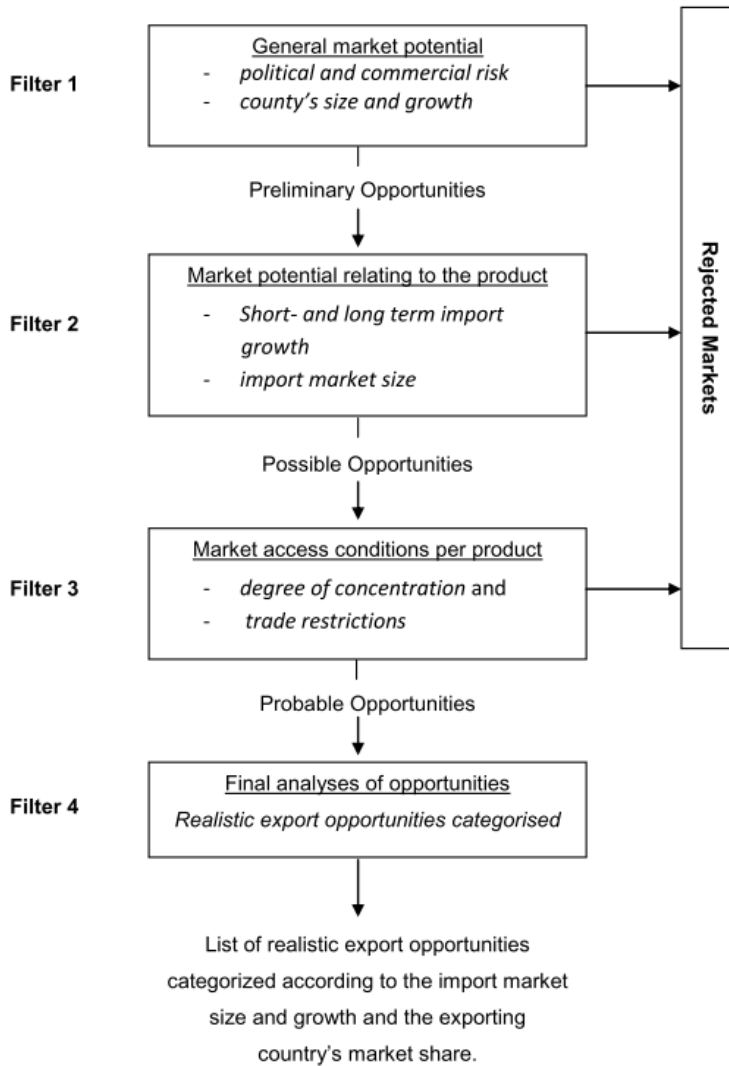 General market potential
Filter 1
- political and commercial risk
- county's size and growth
Preliminary Opportunities
Market potential relating to the product
Filter 2
- Short- and long term import
growth
- import market size
Rejected Markets
Possible Opportunities
Market access conditions per product
Filter 3
- degree of concentration and
- trade restrictions
Probable Opportunities
Final analyses of opportunities
Filter 4
Realistic export opportunities categorised
List of realistic export opportunities
categorized according to the import market
size and growth and the exporting
country's market share.